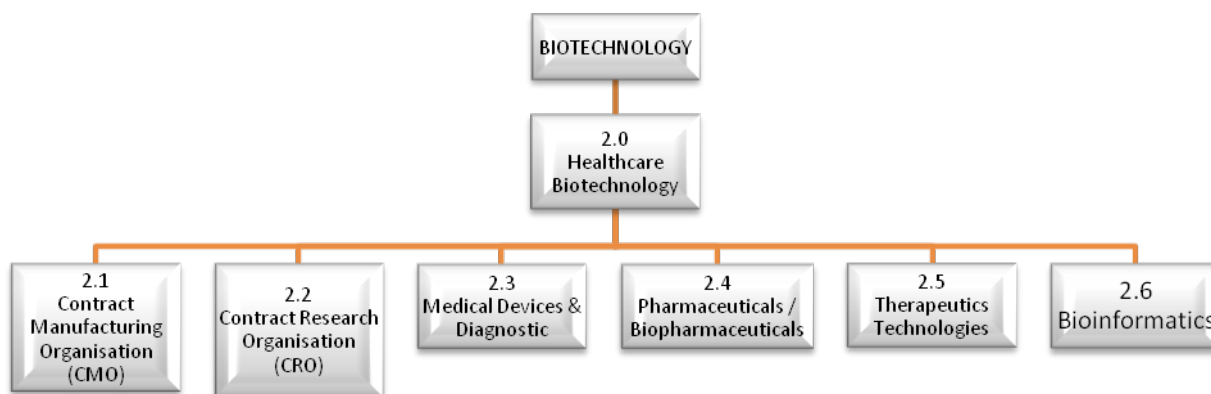 BIOTECHNOLOGY
2.0
Healthcare
Biotechnology
2.1
Contract
Manufacturing
Organisation
(CMO)
2.2
Contract Research
Organisation
(CRO)
2.3
Medical Devices &
Diagnostic
2.4
Pharmaceuticals /
Biopharmaceuticals
2.5
Therapeutics
Technologies
2.6
Bioinformatics